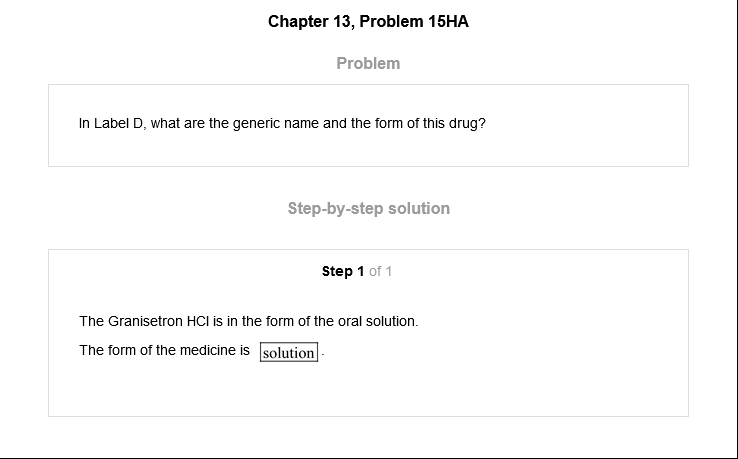 Chapter 13, Problem 15HA
Problem
In Label D, what are the generic name and the form of this drug?
Step-by-step solution
Step 1 of 1
The Granisetron HCl is in the form of the oral solution.
The form of the medicine is solution.